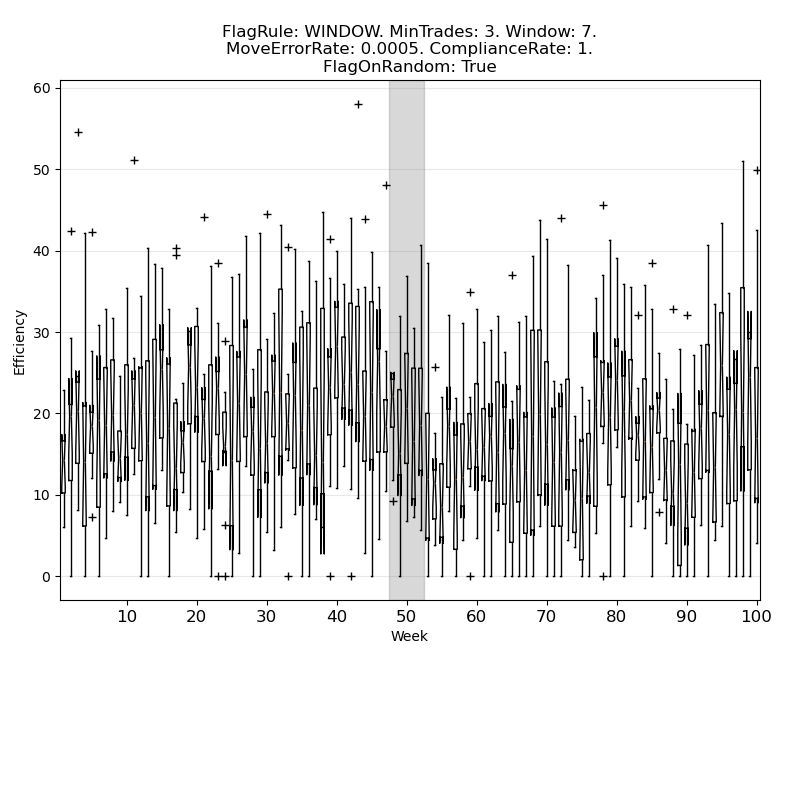 FlagRule: WINDOW. MinTrades: 3. Window: 7.
MoveErrorRate: 0.0005. ComplianceRate: 1.
FlagOnRandom: True
60
50
40
30
20
10
0
Efficiency
10 20 30 40 50 60 70 80 90 100
Week